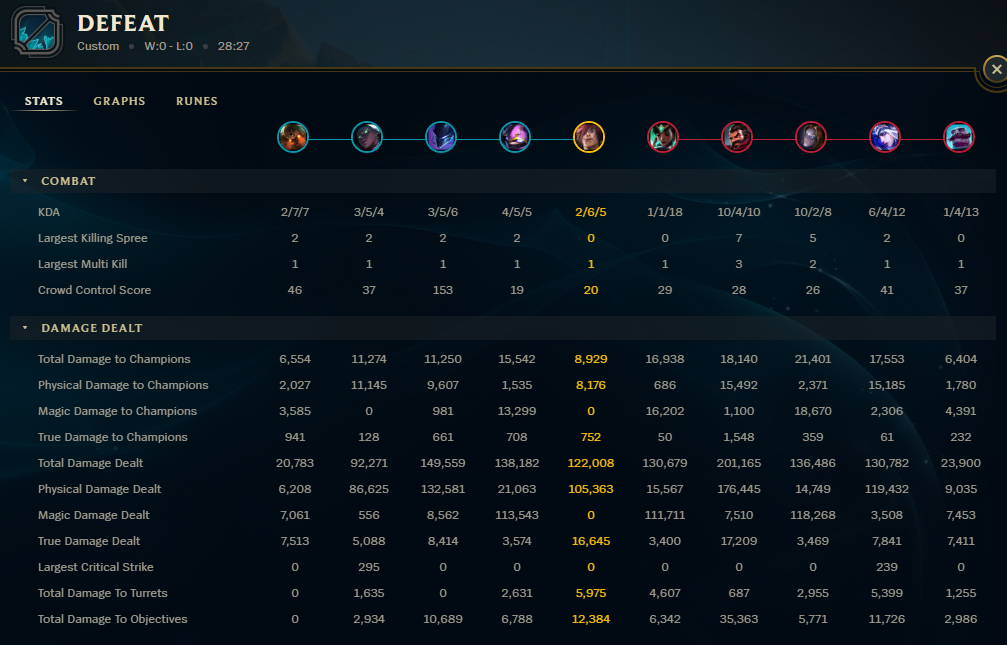 DEFEAT
Custom • W:0 - L:0 • 28:27
STATS GRAPHS RUNES
COMBAT
KDA 2/7/7 3/5/4 3/5/6 4/5/5 2/6/5 1/1/18 10/4/10 10/2/8 6/4/12 1/4/13
Largest Killing Spree 2 2 2 2 0 0 7 5 2 0
Largest Multi Kill 1 1 1 1 1 1 3 2 1 1
Crowd Control Score 46 37 153 19 20 29 28 26 41 37
DAMAGE DEALT
Total Damage to Champions 6,554 11,274 11,250 15,542 8,929 16,938 18,140 21,401 17,553 6,404
Physical Damage to Champions 2,027 11,145 9,607 1,535 8,176 686 15,492 2,371 15,185 1,780
Magic Damage to Champions 3,585 0 981 13,299 0 16,202 1,100 18,670 2,306 4,391
True Damage to Champions 941 128 661 708 752 50 1,548 359 61 232
Total Damage Dealt 20,783 92,271 149,559 138,182 122,008 130,679 201,165 136,486 130,782 23,900
Physical Damage Dealt 6,208 86,625 132,581 21,063 105,363 15,567 176,445 14,749 119,432 9,035
Magic Damage Dealt 7,061 556 8,562 113,543 0 111,711 7,510 118,268 3,508 7,453
True Damage Dealt 7,513 5,088 8,414 3,574 16,645 3,400 17,209 3,469 7,841 7,411
Largest Critical Strike 0 295 0 0 0 0 0 0 239 0
Total Damage To Turrets 0 1,635 0 2,631 5,975 4,607 687 2,955 5,399 1,255
Total Damage To Objectives 0 2,934 10,689 6,788 12,384 6,342 35,363 5,771 11,726 2,986